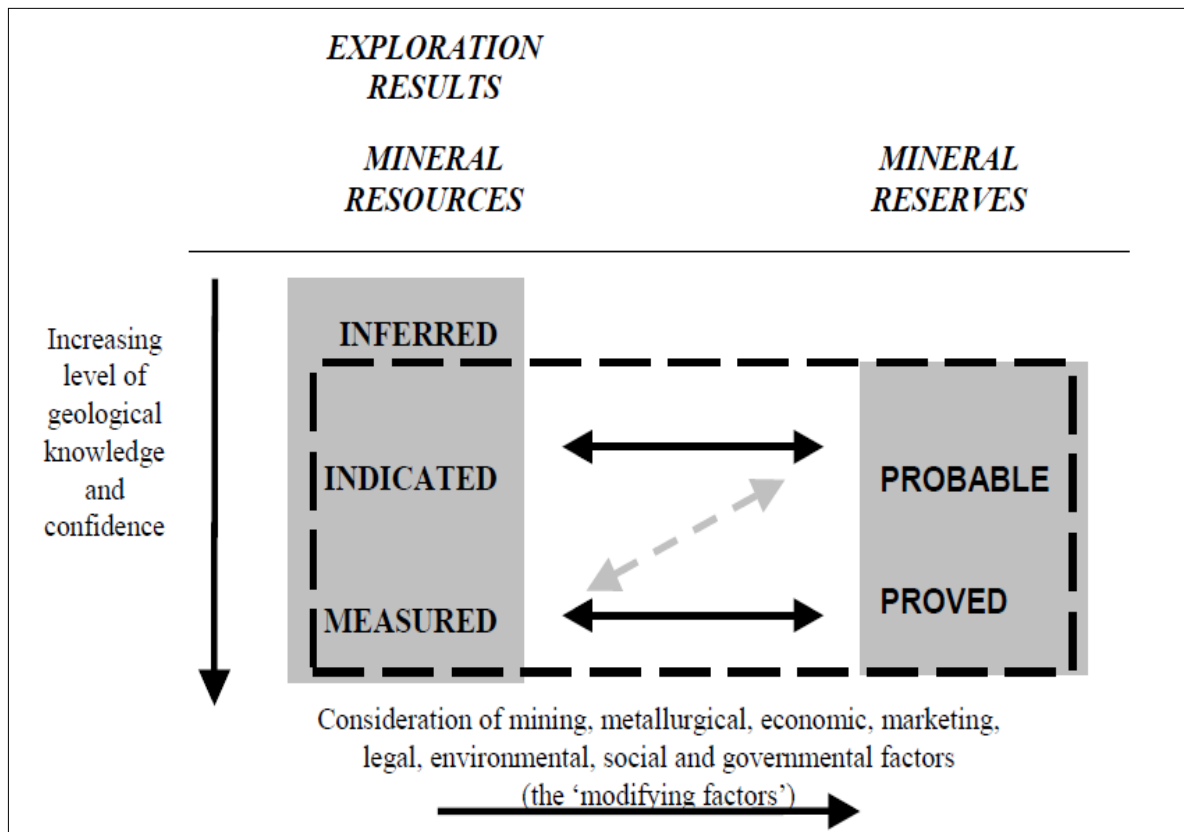 EXPLORATION
RESULTS
MINERAL
RESOURCES
MINERAL
RESERVES
Increasing
level of
geological
knowledge
and
confidence
INFERRED
INDICATED
MEASURED
PROBABLE
PROVED
Consideration of mining, metallurgical, economic, marketing,
legal, environmental, social and governmental factors
(the ‘modifying factors’)